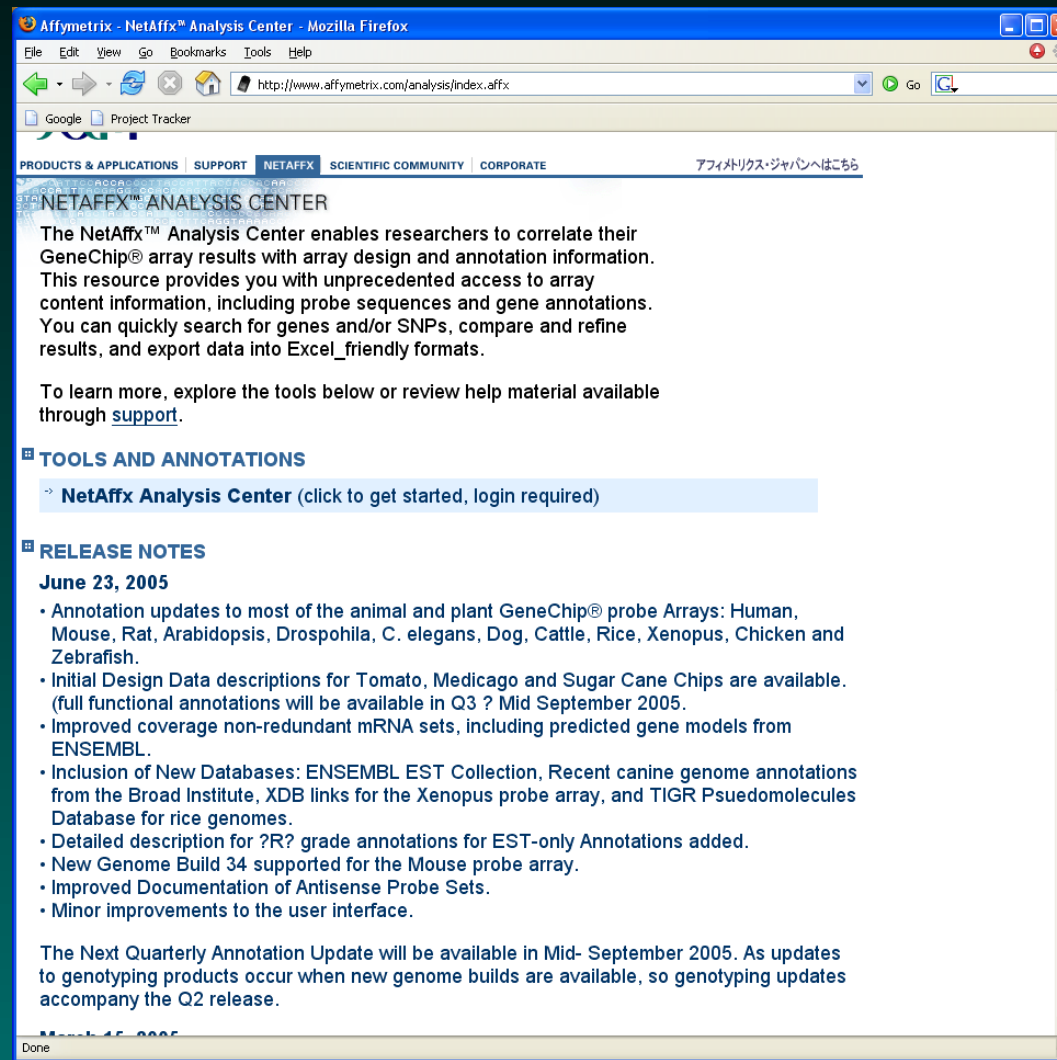 Affymetrix - NetAffx™ Analysis Center - Mozilla Firefox
File Edit View Go Bookmarks Tools Help
http://www.affymetrix.com/analysis/index.affx Go G
Google Project Tracker
PRODUCTS & APPLICATIONS SUPPORT NETAFFX SCIENTIFIC COMMUNITY CORPORATE アフィメトリクス・ジャパンへはこちら
NETAFFX™ ANALYSIS CENTER
The NetAffx™ Analysis Center enables researchers to correlate their
GeneChip® array results with array design and annotation information.
This resource provides you with unprecedented access to array
content information, including probe sequences and gene annotations.
You can quickly search for genes and/or SNPs, compare and refine
results, and export data into Excel_friendly formats.
To learn more, explore the tools below or review help material available
through support.
TOOLS AND ANNOTATIONS
NetAffx Analysis Center (click to get started, login required)
RELEASE NOTES
June 23, 2005
• Annotation updates to most of the animal and plant GeneChip® probe Arrays: Human,
Mouse, Rat, Arabidopsis, Drospohila, C. elegans, Dog, Cattle, Rice, Xenopus, Chicken and
Zebrafish.
• Initial Design Data descriptions for Tomato, Medicago and Sugar Cane Chips are available.
(full functional annotations will be available in Q3 ? Mid September 2005.
• Improved coverage non-redundant mRNA sets, including predicted gene models from
ENSEMBL.
• Inclusion of New Databases: ENSEMBL EST Collection, Recent canine genome annotations
from the Broad Institute, XDB links for the Xenopus probe array, and TIGR Psuedomolecules
Database for rice genomes.
• Detailed description for ?R? grade annotations for EST-only Annotations added.
• New Genome Build 34 supported for the Mouse probe array.
• Improved Documentation of Antisense Probe Sets.
• Minor improvements to the user interface.
The Next Quarterly Annotation Update will be available in Mid- September 2005. As updates
to genotyping products occur when new genome builds are available, so genotyping updates
accompany the Q2 release.
March 15, 2005
Done